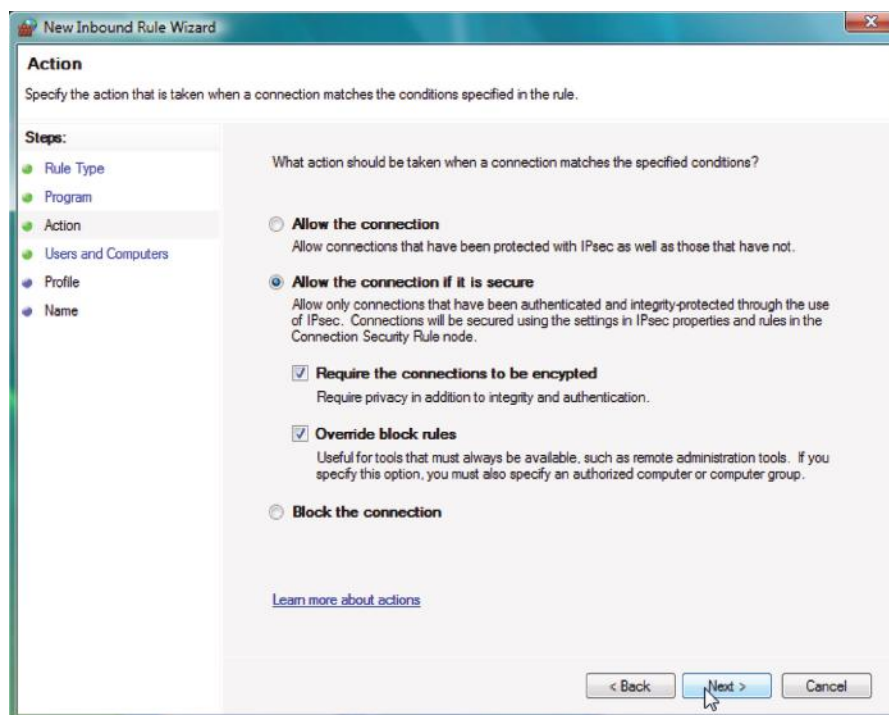 New Inbound Rule Wizard
Action
Specify the action that is taken when a connection matches the conditions specified in the rule.
Steps:
Rule Type
Program
Action
Users and Computers
Profile
Name
What action should be taken when a connection matches the specified conditions?
Allow the connection
Allow connections that have been protected with IPsec as well as those that have not.
Allow the connection if it is secure
Allow only connections that have been authenticated and integrity-protected through the use
of IPsec. Connections will be secured using the settings in IPsec properties and rules in the
Connection Security Rule node.
Require the connections to be encypted
Require privacy in addition to integrity and authentication.
Override block rules
Useful for tools that must always be available, such as remote administration tools. If you
specify this option, you must also specify an authorized computer or computer group.
Block the connection
Learn more about actions
< Back
Next >
Cancel